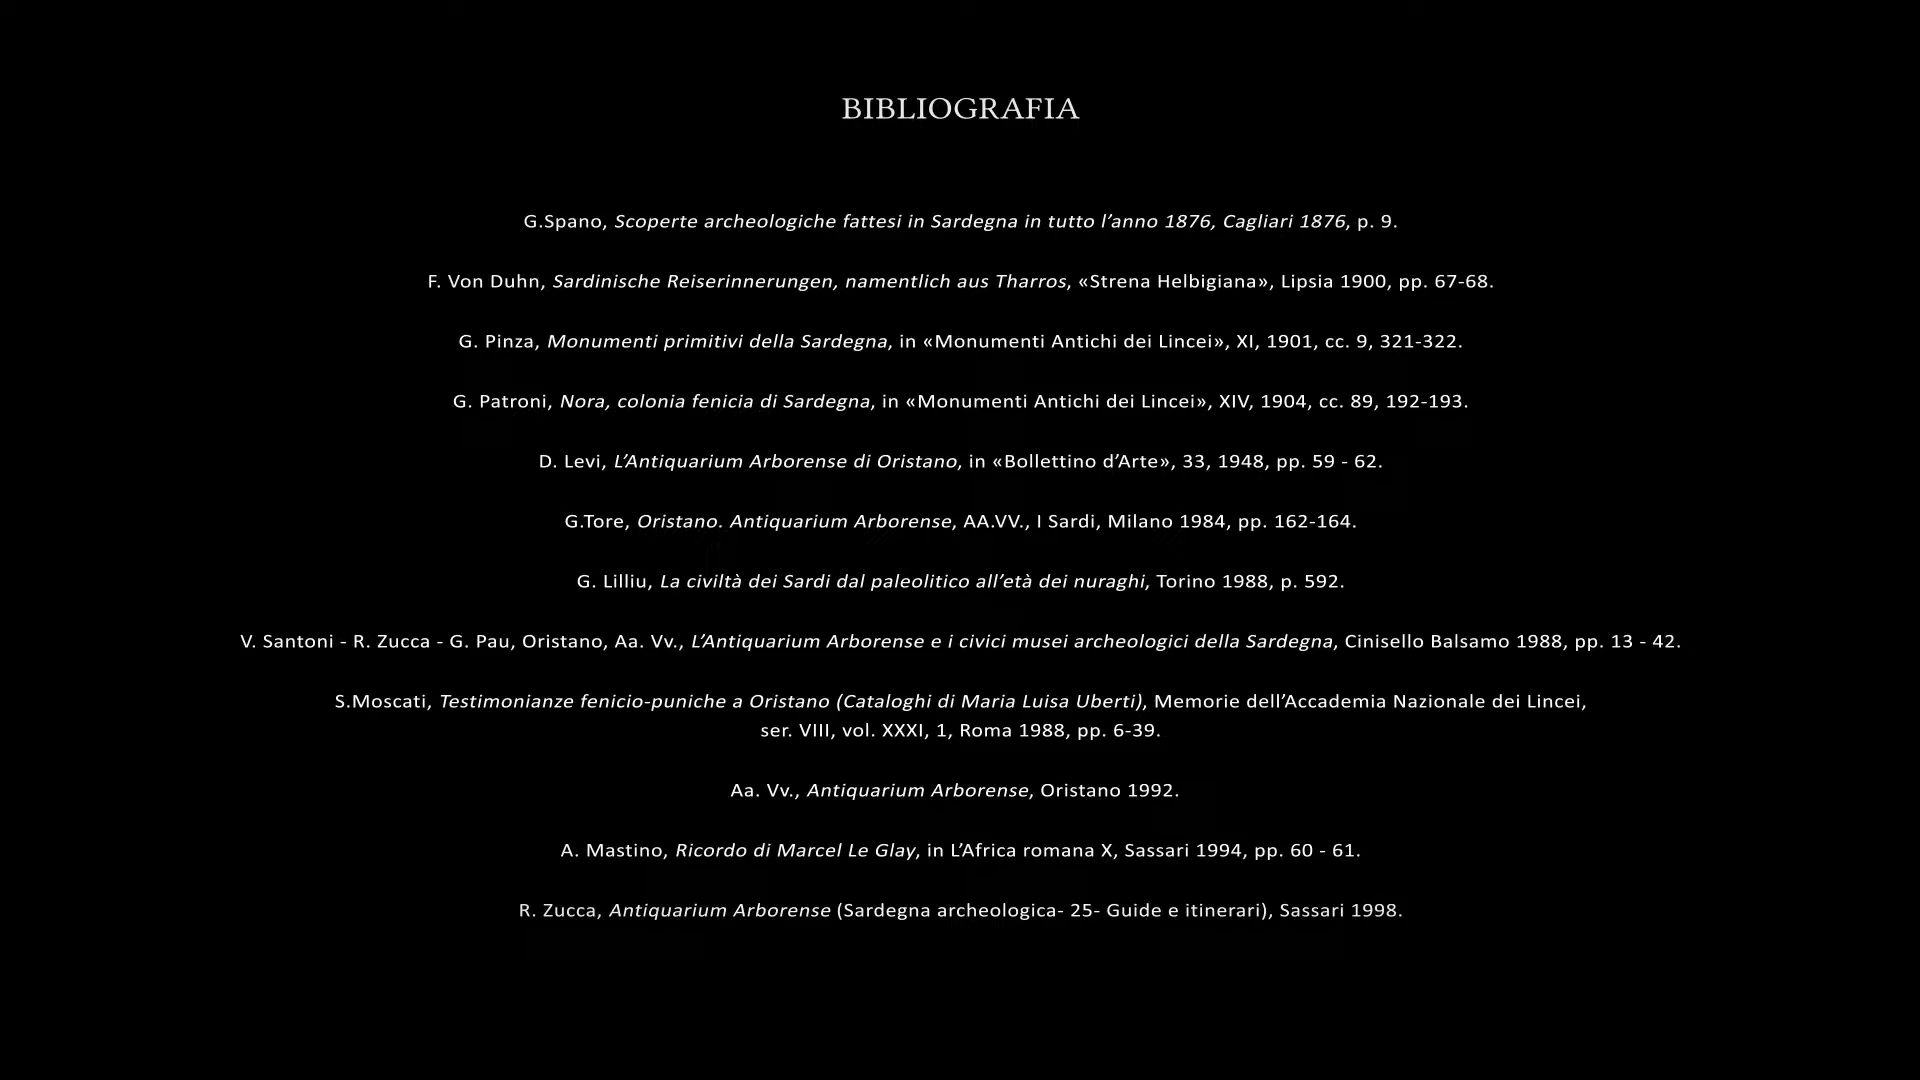 BIBLIOGRAFIA
G.Spano, Scoperte archeologiche fattesi in Sardegna in tutto l’anno 1876, Cagliari 1876, p. 9.
F. Von Duhn, Sardinische Reiserinnerungen, namentlich aus Tharros, «Strena Helbigiana», Lipsia 1900, pp. 67-68.
G. Pinza, Monumenti primitivi della Sardegna, in «Monumenti Antichi dei Lincei», XI, 1901, cc. 9, 321-322.
G. Patroni, Nora, colonia fenicia di Sardegna, in «Monumenti Antichi dei Lincei», XIV, 1904, cc. 89, 192-193.
D. Levi, L’Antiquarium Arborense di Oristano, in «Bollettino d’Arte», 33, 1948, pp. 59 - 62.
G.Tore, Oristano. Antiquarium Arborense, AA.VV., I Sardi, Milano 1984, pp. 162-164.
G. Lilliu, La civiltà dei Sardi dal paleolitico all’età dei nuraghi, Torino 1988, p. 592.
V. Santoni - R. Zucca - G. Pau, Oristano, Aa. Vv., L’Antiquarium Arborense e i civici musei archeologici della Sardegna, Cinisello Balsamo 1988, pp. 13 - 42.
S.Moscati, Testimonianze fenicio-puniche a Oristano (Cataloghi di Maria Luisa Uberti), Memorie dell’Accademia Nazionale dei Lincei,
ser. VIII, vol. XXXI, 1, Roma 1988, pp. 6-39.
Aa. Vv., Antiquarium Arborense, Oristano 1992.
A. Mastino, Ricordo di Marcel Le Glay, in L’Africa romana X, Sassari 1994, pp. 60 - 61.
R. Zucca, Antiquarium Arborense (Sardegna archeologica- 25- Guide e itinerari), Sassari 1998.